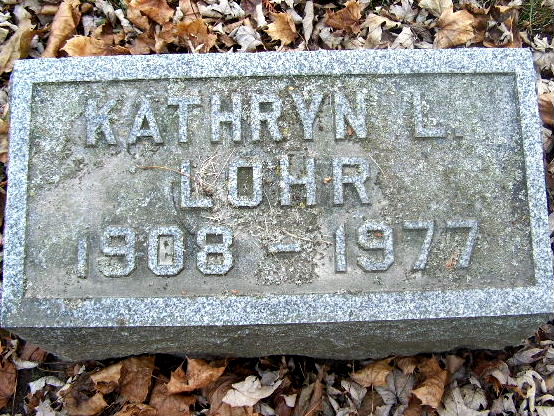 KATHRYN L.
LOHR
1908 - 1977